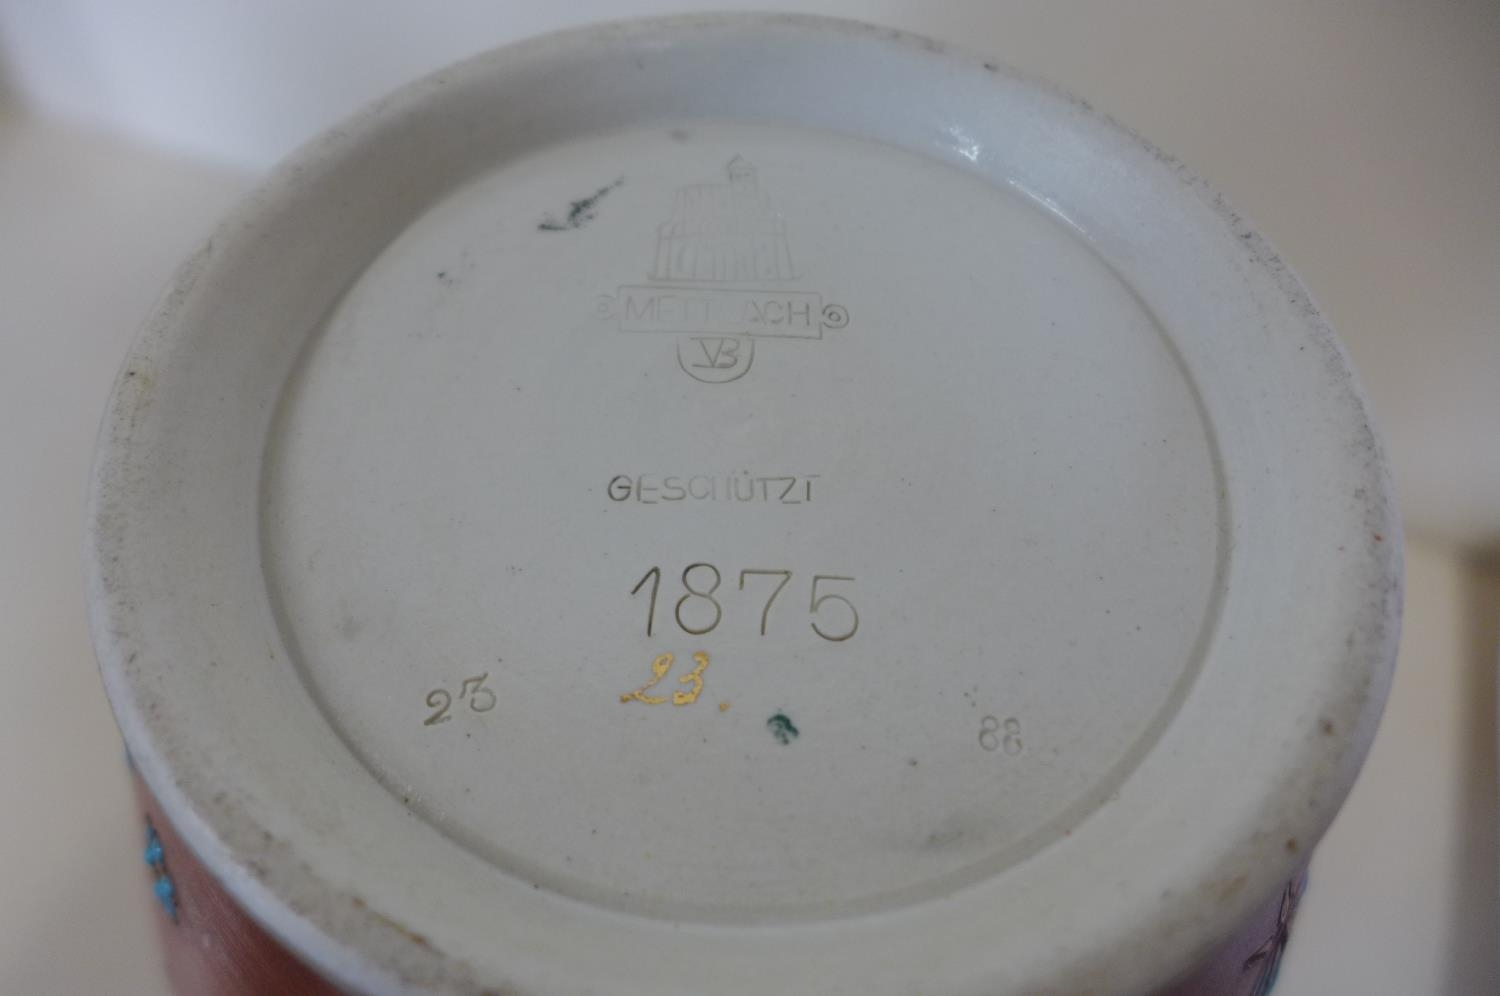 METTLACH
VB
GESCHÜTZT
1875
23.
23 88